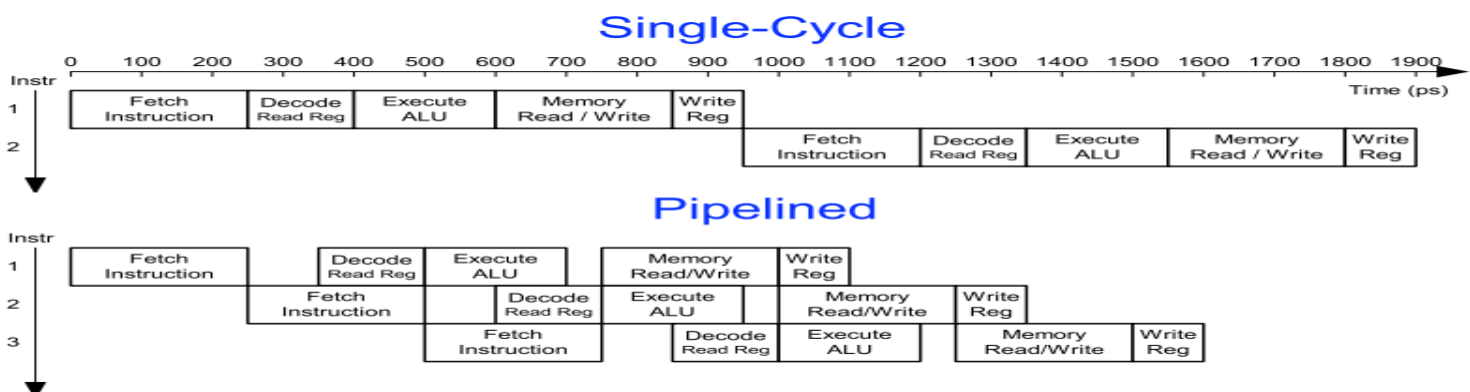 Single-Cycle
0 100 200 300 400 500 600 700 800 900 1000 1100 1200 1300 1400 1500 1600 1700 1800 1900
Instr
Time (ps)
1
Fetch Decode Execute Memory Write
Instruction Read Reg ALU Read / Write Reg
2
Fetch Decode Execute Memory Write
Instruction Read Reg ALU Read / Write Reg
Pipelined
Instr
1
Fetch Decode Execute Memory Write
Instruction Read Reg ALU Read/Write Reg
2
Fetch Decode Execute Memory Write
Instruction Read Reg ALU Read/Write Reg
3
Fetch Decode Execute Memory Write
Instruction Read Reg ALU Read/Write Reg